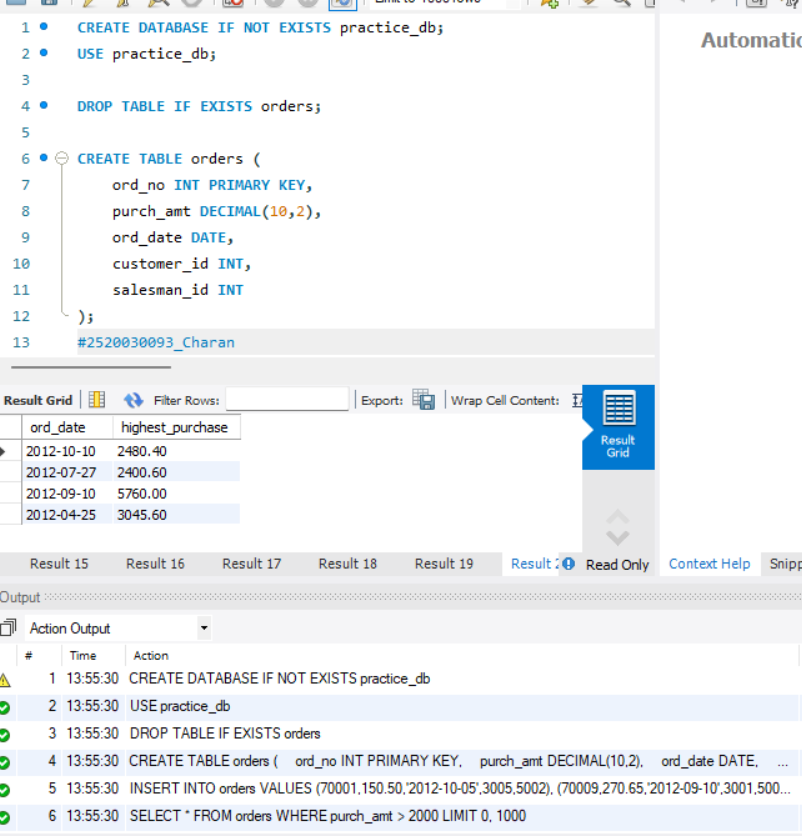 1 CREATE DATABASE IF NOT EXISTS practice_db;
Automatic
2 USE practice_db;
3
4 DROP TABLE IF EXISTS orders;
5
6 CREATE TABLE orders (
7 ord_no INT PRIMARY KEY,
8 purch_amt DECIMAL(10,2),
9 ord_date DATE,
10 customer_id INT,
11 salesman_id INT
12 );
13 #2520030093_Charan
Result Grid Filter Rows: Export: Wrap Cell Content:
Result
Grid
ord_date highest_purchase
2012-10-10 2480.40
2012-07-27 2400.60
2012-09-10 5760.00
2012-04-25 3045.60
Result 15 Result 16 Result 17 Result 18 Result 19 Result Read Only Context Help
Output
Action Output
# Time Action
1 13:55:30 CREATE DATABASE IF NOT EXISTS practice_db
2 13:55:30 USE practice_db
3 13:55:30 DROP TABLE IF EXISTS orders
4 13:55:30 CREATE TABLE orders ( ord_no INT PRIMARY KEY, purch_amt DECIMAL(10,2), ord_date DATE, ...
5 13:55:30 INSERT INTO orders VALUES (70001,150.50,'2012-10-05',3005,5002), (70009,270.65,'2012-09-10',3001,500...
6 13:55:30 SELECT * FROM orders WHERE purch_amt > 2000 LIMIT 0, 1000